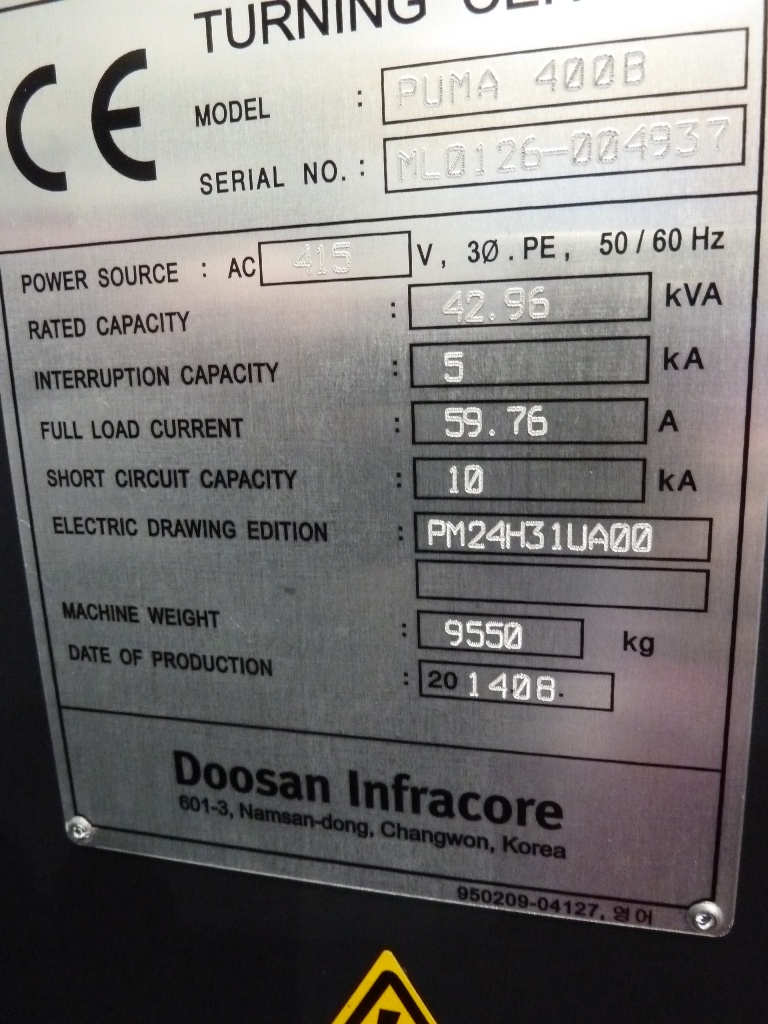 TURNING CEN
CE
MODEL : PUMA 400B
SERIAL NO. : ML0126-004937
POWER SOURCE : AC 415 V, 3Ø.PE, 50/60 Hz
RATED CAPACITY : 42.96 kVA
INTERRUPTION CAPACITY : 5 kA
FULL LOAD CURRENT : 59.76 A
SHORT CIRCUIT CAPACITY : 10 kA
ELECTRIC DRAWING EDITION : PM24H31UA00
MACHINE WEIGHT : 9550 kg
DATE OF PRODUCTION : 20 1408.
Doosan Infracore
601-3, Namsan-dong, Changwon, Korea
950209-04127, 영어